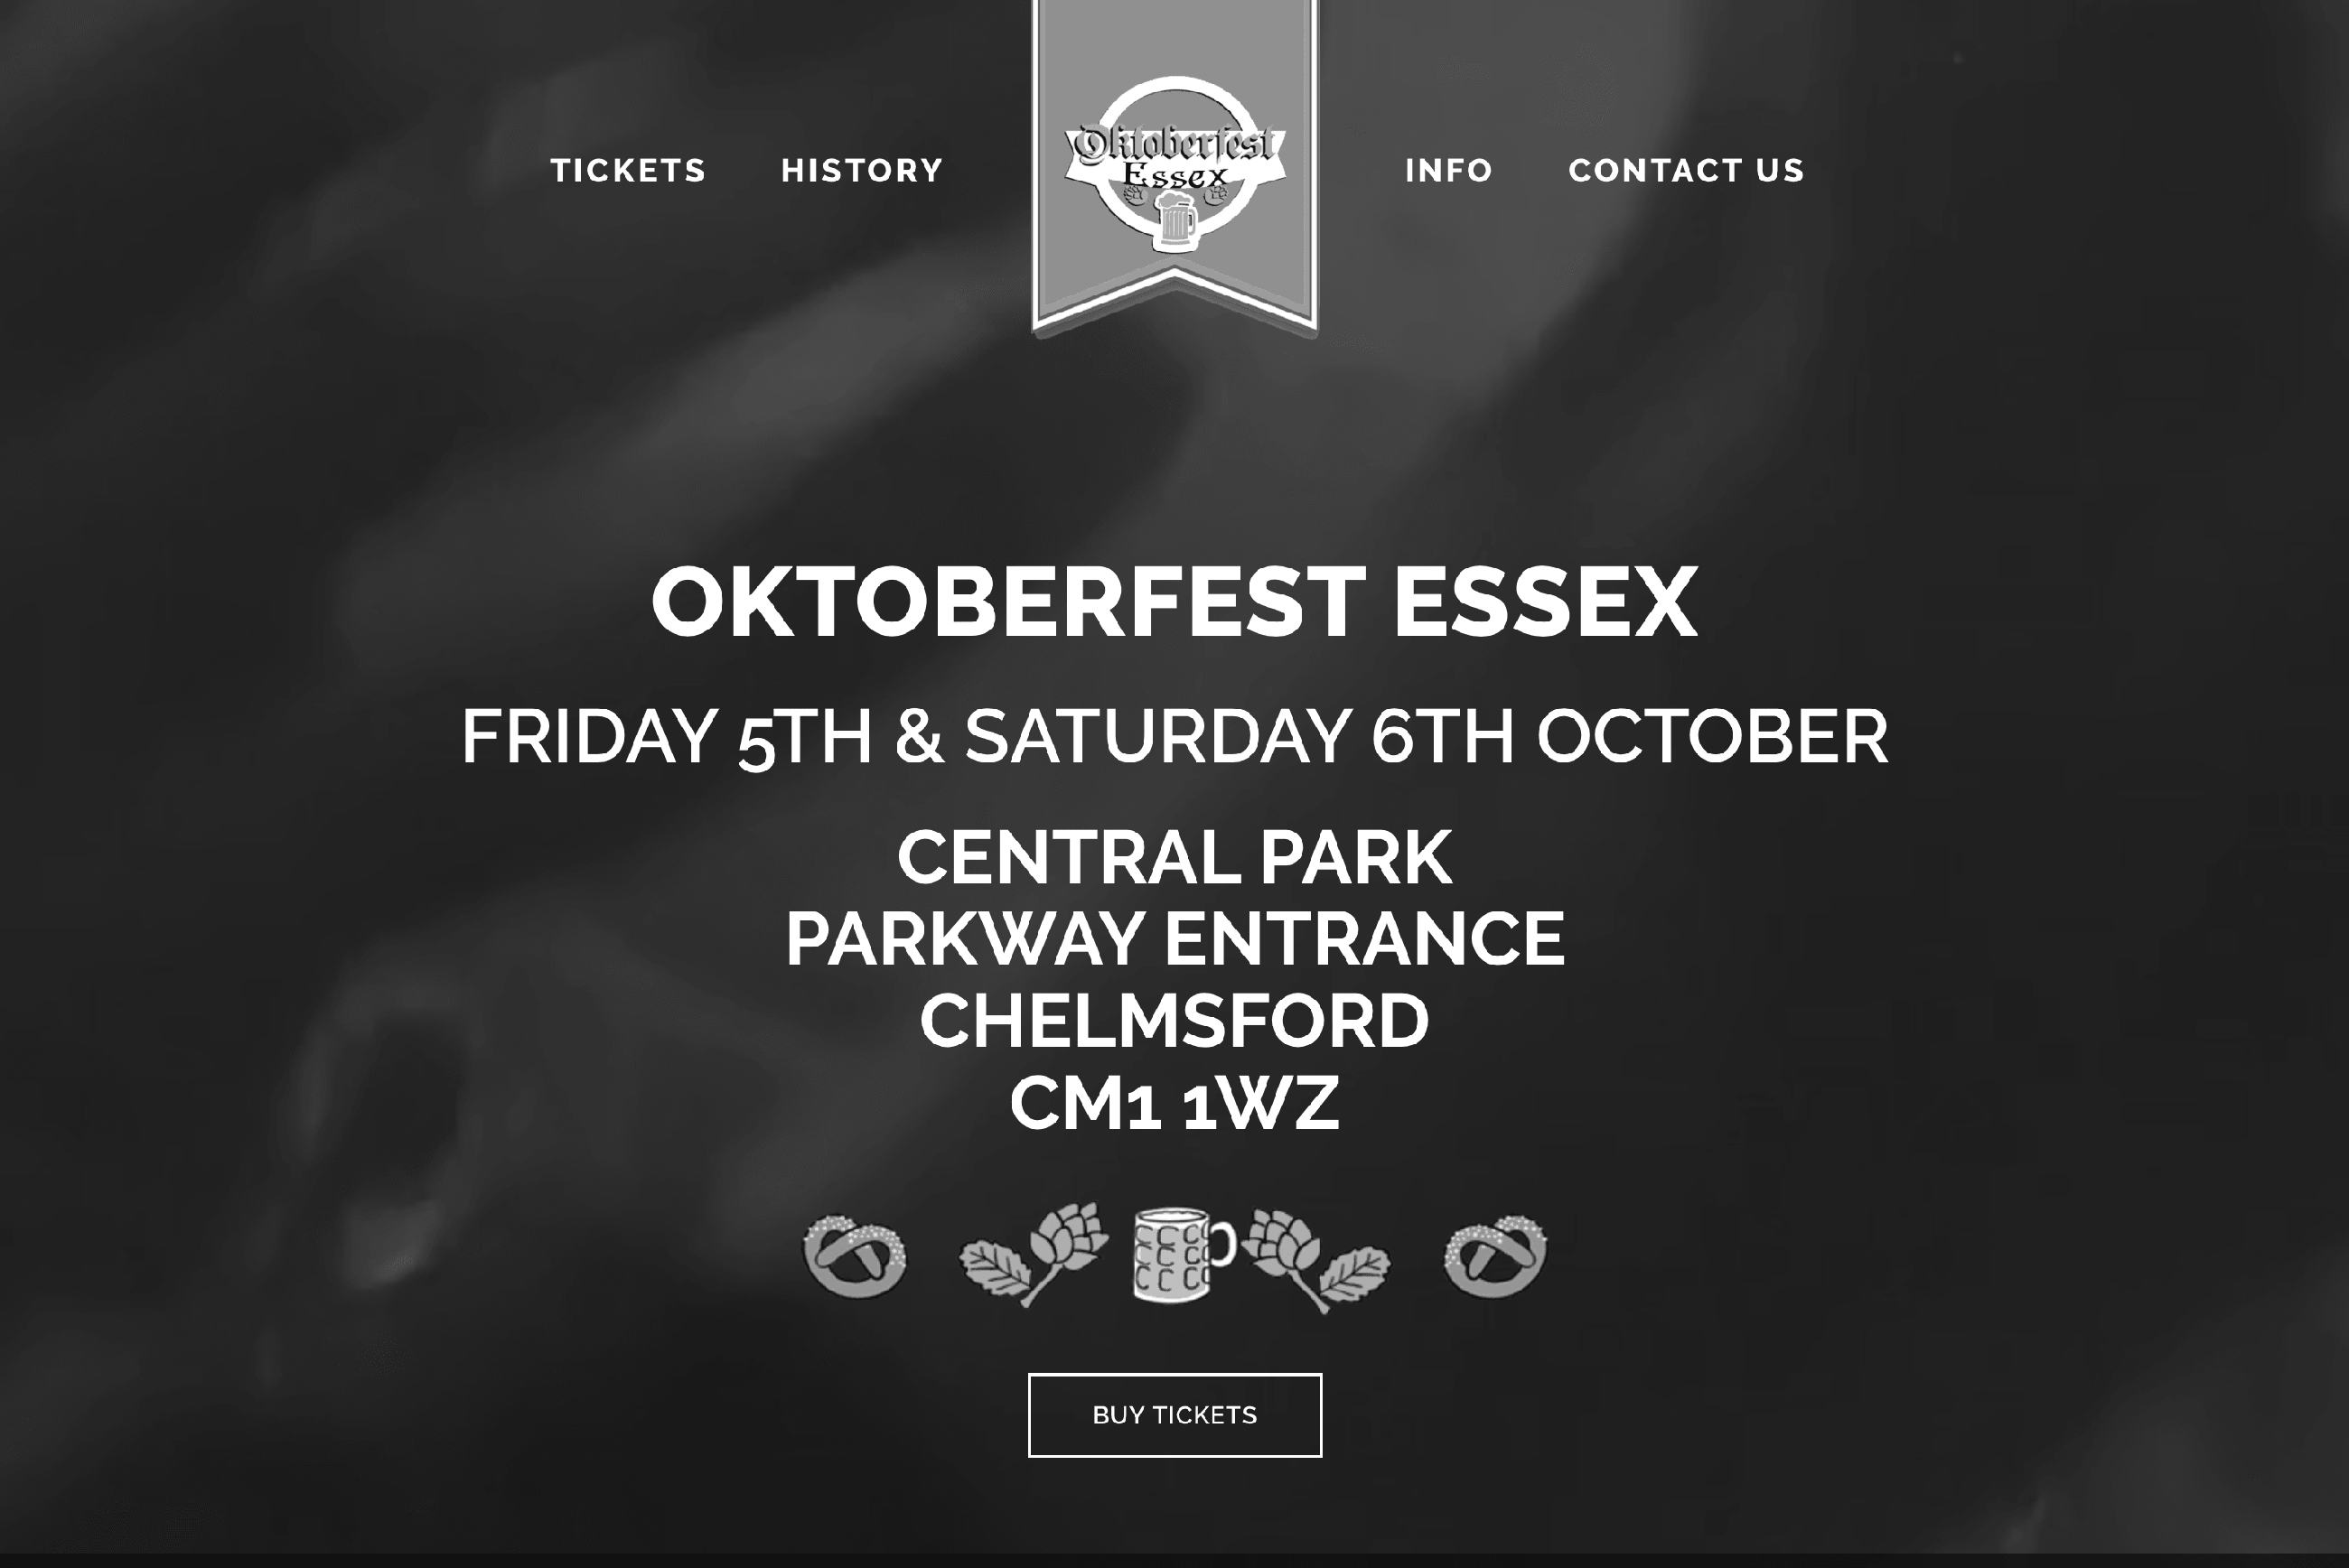 TICKETS HISTORY INFO CONTACT US
Oktoberfest
Essex
OKTOBERFEST ESSEX
FRIDAY 5TH & SATURDAY 6TH OCTOBER
CENTRAL PARK
PARKWAY ENTRANCE
CHELMSFORD
CM1 1WZ
BUY TICKETS